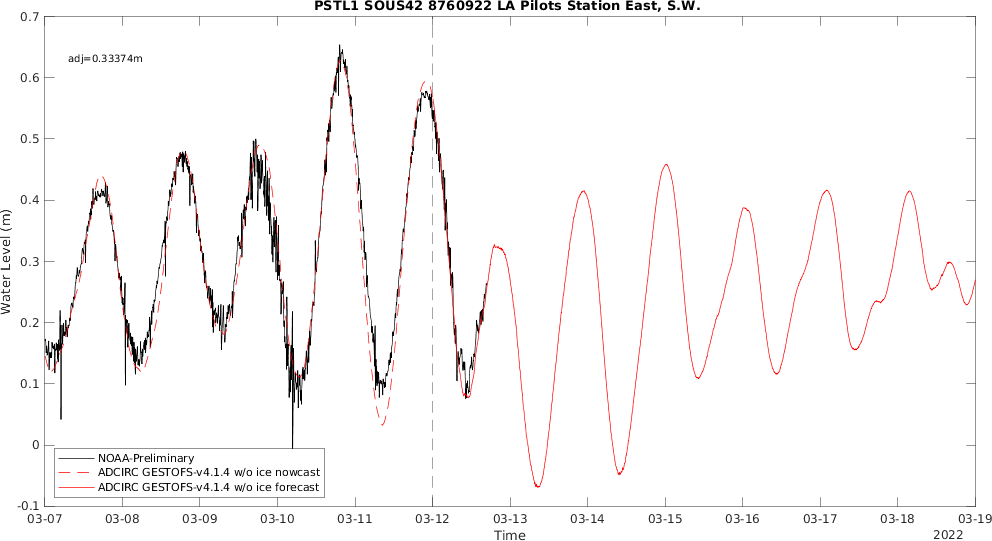 PSTL1 SOUS42 8760922 LA Pilots Station East, S.W.
adj=0.33374m
Water Level (m)
0.7
0.6
0.5
0.4
0.3
0.2
0.1
0
-0.1
NOAA-Preliminary
ADCIRC GESTOFS-v4.1.4 w/o ice nowcast
ADCIRC GESTOFS-v4.1.4 w/o ice forecast
03-07 03-08 03-09 03-10 03-11 03-12 03-13 03-14 03-15 03-16 03-17 03-18 03-19
Time
2022